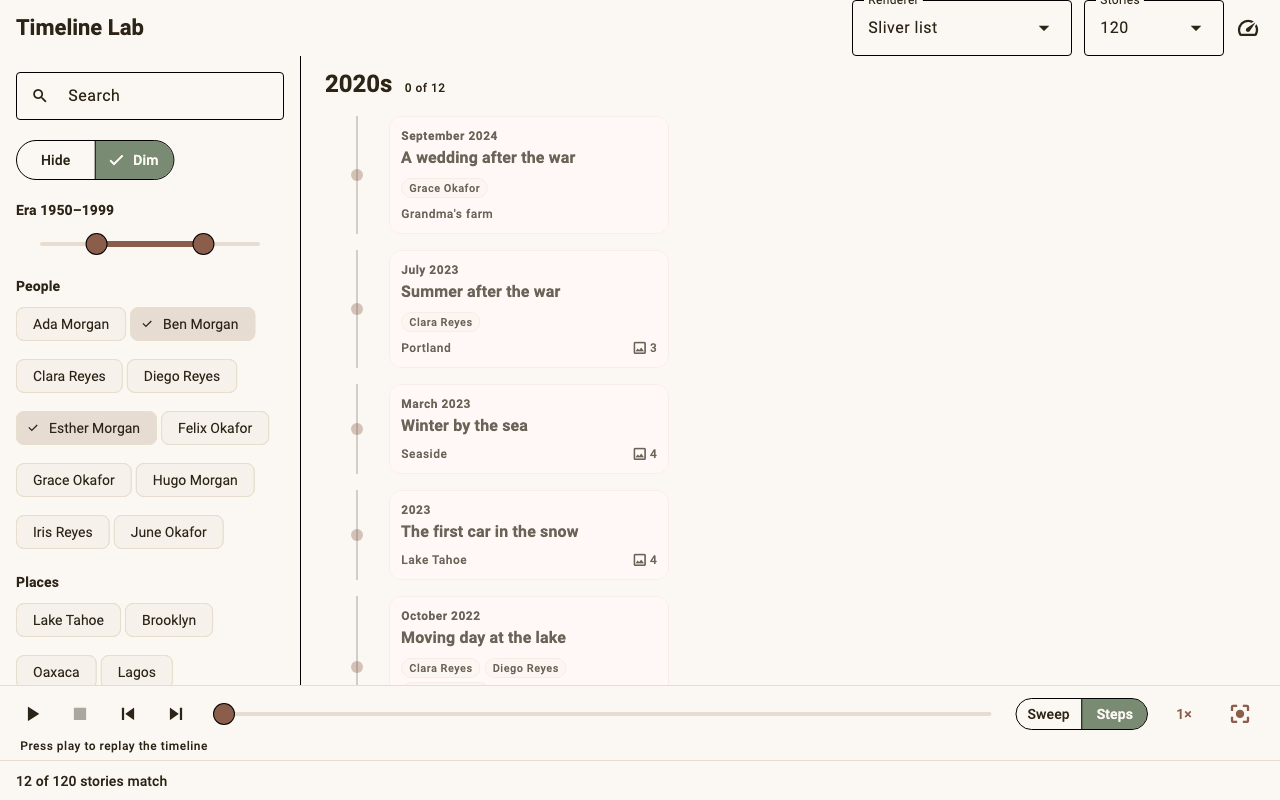 Timeline Lab
Renderer
Sliver list
Stories
120
Search
Hide
Dim
Era 1950–1999
People
Ada Morgan
Ben Morgan
Clara Reyes
Diego Reyes
Esther Morgan
Felix Okafor
Grace Okafor
Hugo Morgan
Iris Reyes
June Okafor
Places
Lake Tahoe
Brooklyn
Oaxaca
Lagos
2020s 0 of 12
September 2024
A wedding after the war
Grace Okafor
Grandma's farm
July 2023
Summer after the war
Clara Reyes
Portland 3
March 2023
Winter by the sea
Seaside 4
2023
The first car in the snow
Lake Tahoe 4
October 2022
Moving day at the lake
Clara Reyes Diego Reyes
Sweep
Steps
1×
Press play to replay the timeline
12 of 120 stories match